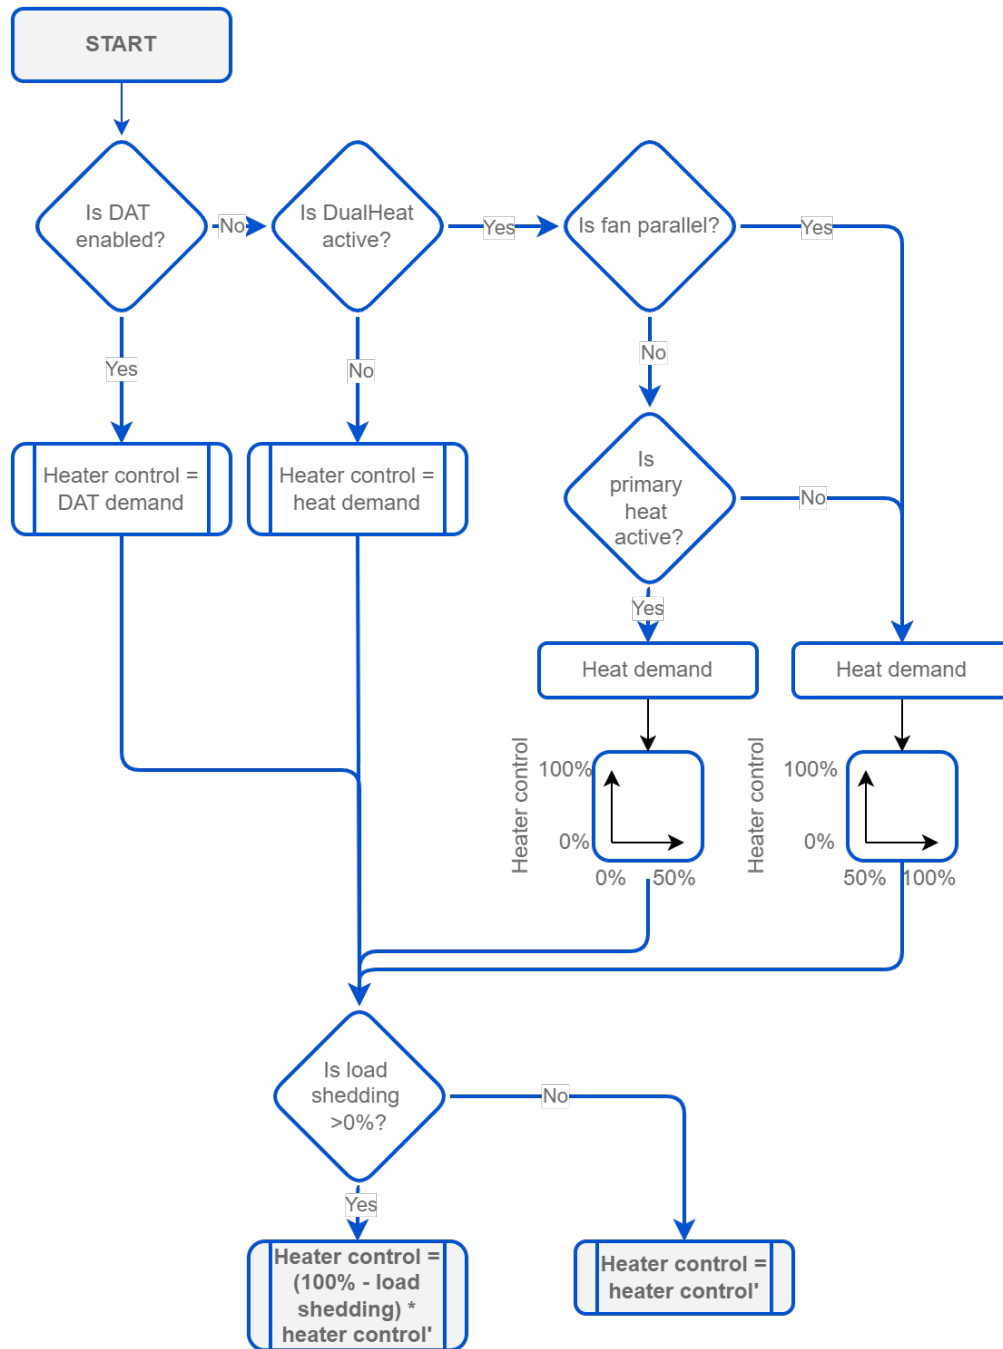 START
Is DAT
enabled?
No
Is DualHeat
active?
Yes
Is fan parallel?
Yes
Yes
No
No
Heater control =
DAT demand
Heater control =
heat demand
Is
primary
heat
active?
No
Yes
Heat demand
Heat demand
Heater control
100%
0%
0%
50%
Heater control
100%
0%
50%
100%
Is load
shedding
>0%?
No
Yes
Heater control =
(100% - load
shedding) *
heater control'
Heater control =
heater control'